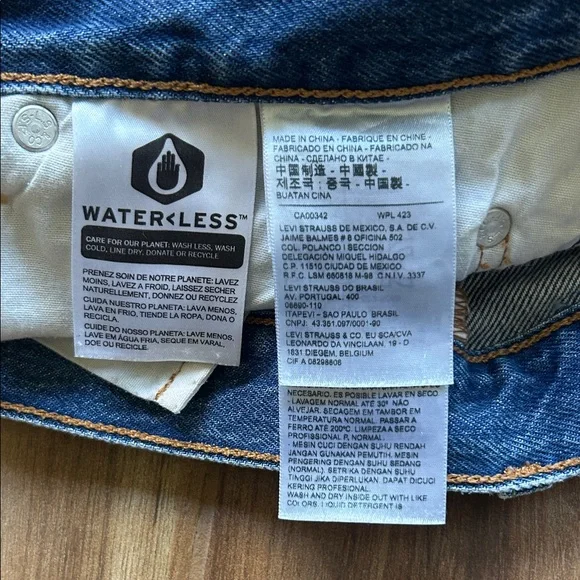 WATER<LESS™
CARE FOR OUR PLANET: WASH LESS, WASH
COLD, LINE DRY, DONATE OR RECYCLE
PRENEZ SOIN DE NOTRE PLANETE: LAVEZ
MOINS, LAVEZ A FROID, LAISSEZ SECHER
NATURELLEMENT, DONNEZ OU RECYCLEZ
CUIDA NUESTRO PLANETA: LAVA MENOS,
LAVA EN FRIO, TIENDE LA ROPA, DONA O
RECICLA.
CUIDE DO NOSSO PLANETA: LAVE MENOS,
LAVE EM ÁGUA FRIA, SEQUE EM VARAL,
DOE OU RECICLE.
MADE IN CHINA - FABRIQUE EN CHINE -
FABRICADO EN CHINA - FABRICADO NA
CHINA - СДЕЛАНО В КИТАЕ -
中国制造 - 中國製 -
제조국: 중국 - 中国製 -
BUATAN CINA
CA00342 WPL 423
LEVI STRAUSS DE MEXICO, S.A. DE C.V.
JAIME BALMES # 8 OFICINA 502
COL. POLANCO I SECCION
DELEGACIÓN MIGUEL HIDALGO
C.P. 11510 CIUDAD DE MEXICO
R.F.C. LSM 650818 M-98 C.N.I.V. 3337
LEVI STRAUSS DO BRASIL
AV. PORTUGAL, 400
06690-110
ITAPEVI - SAO PAULO BRASIL
CNPJ: 43.361.097/0001-90
LEVI STRAUSS & CO EU SCA/CVA
LEONARDO DA VINCILAAN, 19 - D
1831 DIEGEM, BELGIUM
CIF A 08298606
NECESARIO. ES POSIBLE LAVAR EN SECO
- LAVAGEM NORMAL ATÉ 30º NÃO
ALVEJAR. SECAGEM EM TAMBOR EM
TEMPERATURA NORMAL. PASSAR A
FERRO ATÉ 200ºC. LIMPEZA A SECO
PROFISSIONAL P, NORMAL.
- MESIN CUCI DENGAN SUHU RENDAH
JANGAN GUNAKAN PEMUTIH. MESIN
PENGERING DENGAN SUHU SEDANG
(NORMAL). SETRIKA DENGAN SUHU
TINGGI JIKA DIPERLUKAN. DAPAT DICUCI
KERING PROFESIONAL.
WASH AND DRY INSIDE OUT WITH LIKE
COLORS. LIQUID DETERGENT IS